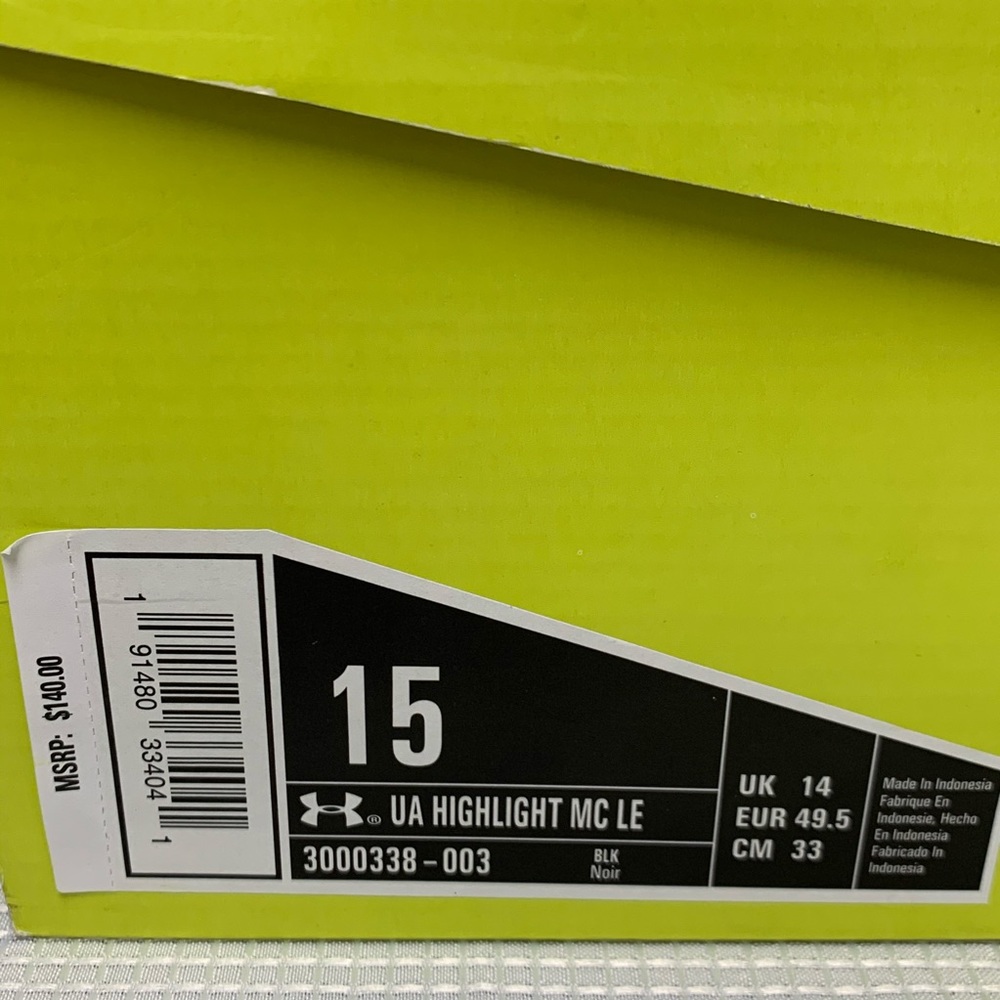 MSRP: $140.00
1 91480 33404 1
15
® UA HIGHLIGHT MC LE
3000338-003
BLK
Noir
UK 14
EUR 49.5
CM 33
Made In Indonesia
Fabrique En
Indonesie, Hecho
En Indonesia
Fabricado In
Indonesia